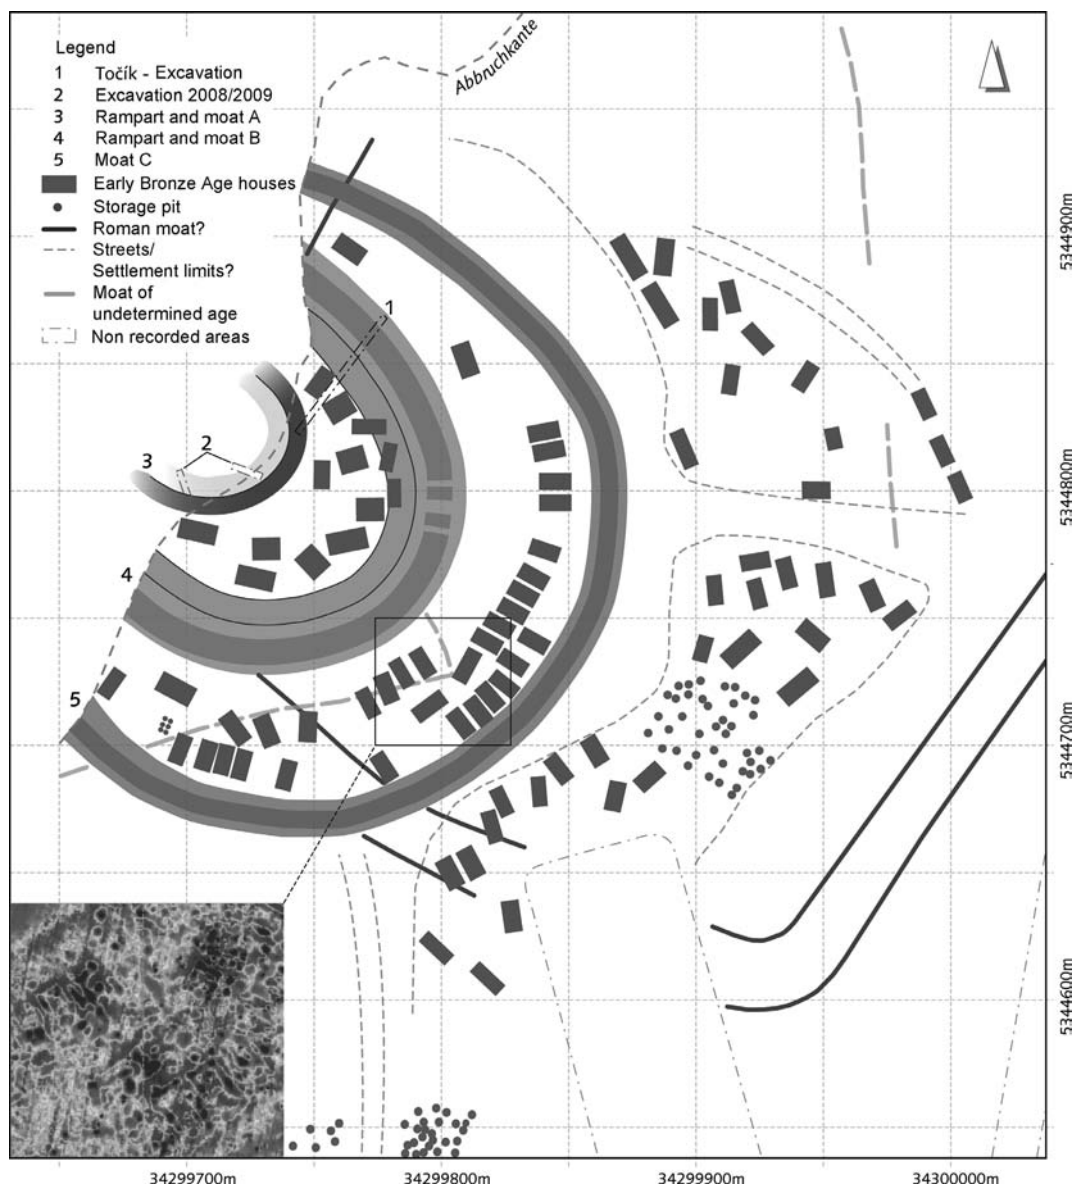 Legend
1 Točík - Excavation
2 Excavation 2008/2009
3 Rampart and moat A
4 Rampart and moat B
5 Moat C
Early Bronze Age houses
Storage pit
Roman moat?
Streets/
Settlement limits?
Moat of
undetermined age
Non recorded areas
Abbruchkante
1
2
3
4
5
5344900m
5344800m
5344700m
5344600m
34299700m
34299800m
34299900m
34300000m